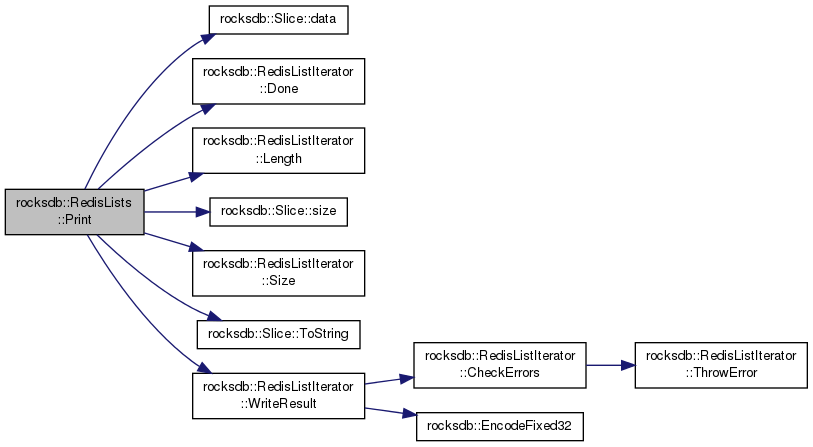 rocksdb::Slice::data
rocksdb::RedisListIterator
::Done
rocksdb::RedisListIterator
::Length
rocksdb::RedisLists
::Print
rocksdb::Slice::size
rocksdb::RedisListIterator
::Size
rocksdb::Slice::ToString
rocksdb::RedisListIterator
::WriteResult
rocksdb::RedisListIterator
::CheckErrors
rocksdb::RedisListIterator
::ThrowError
rocksdb::EncodeFixed32